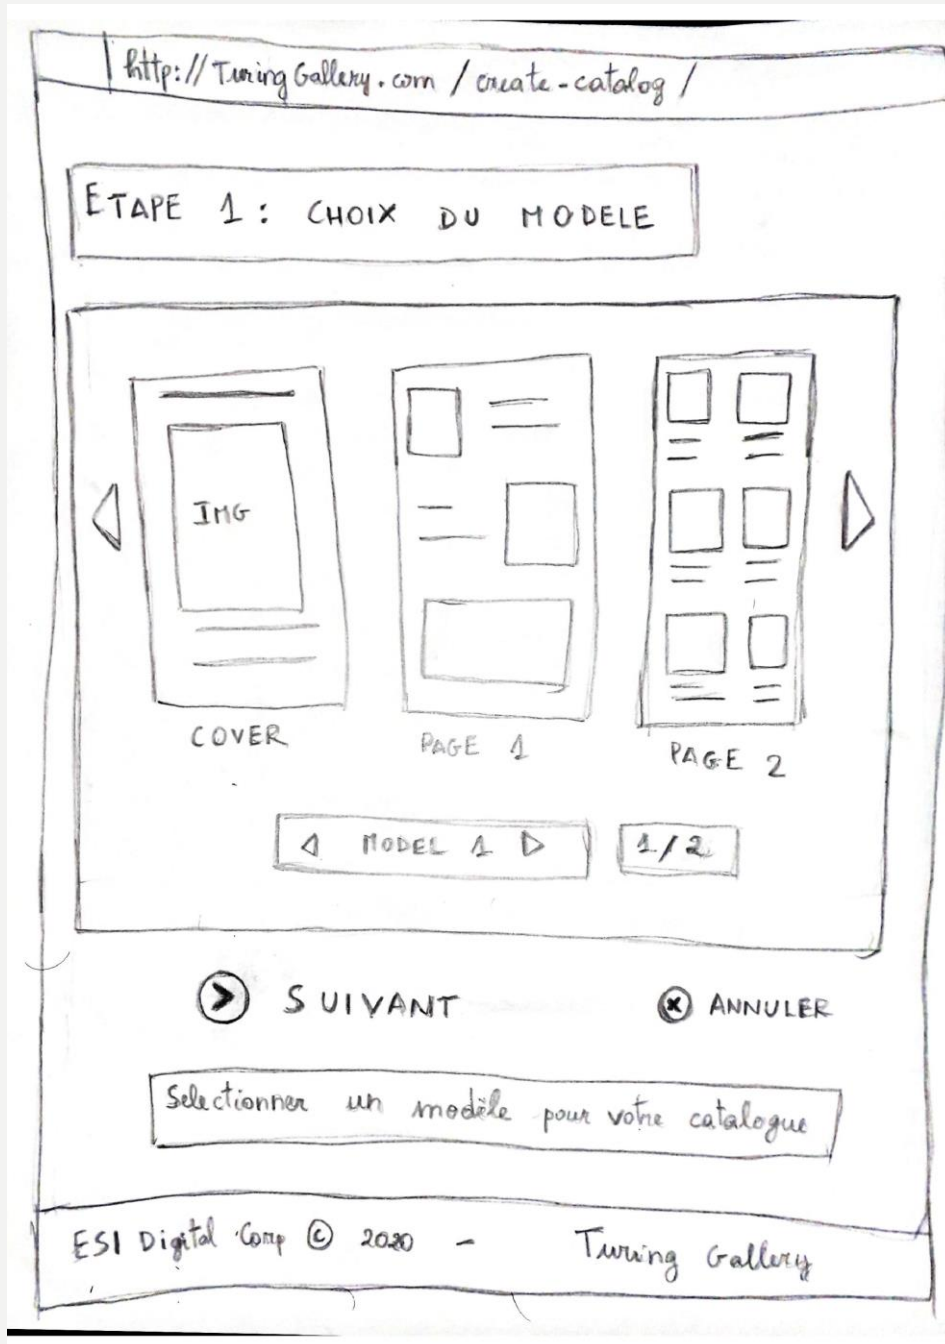 http://TuringGallery.com/create-catalog/
ETAPE 1: CHOIX DU MODELE
IMG
COVER
PAGE 1
PAGE 2
MODEL 1
1/2
SUIVANT
ANNULER
Selectionner un modèle pour votre catalogue
ESI Digital Corp © 2020 - Turing Gallery